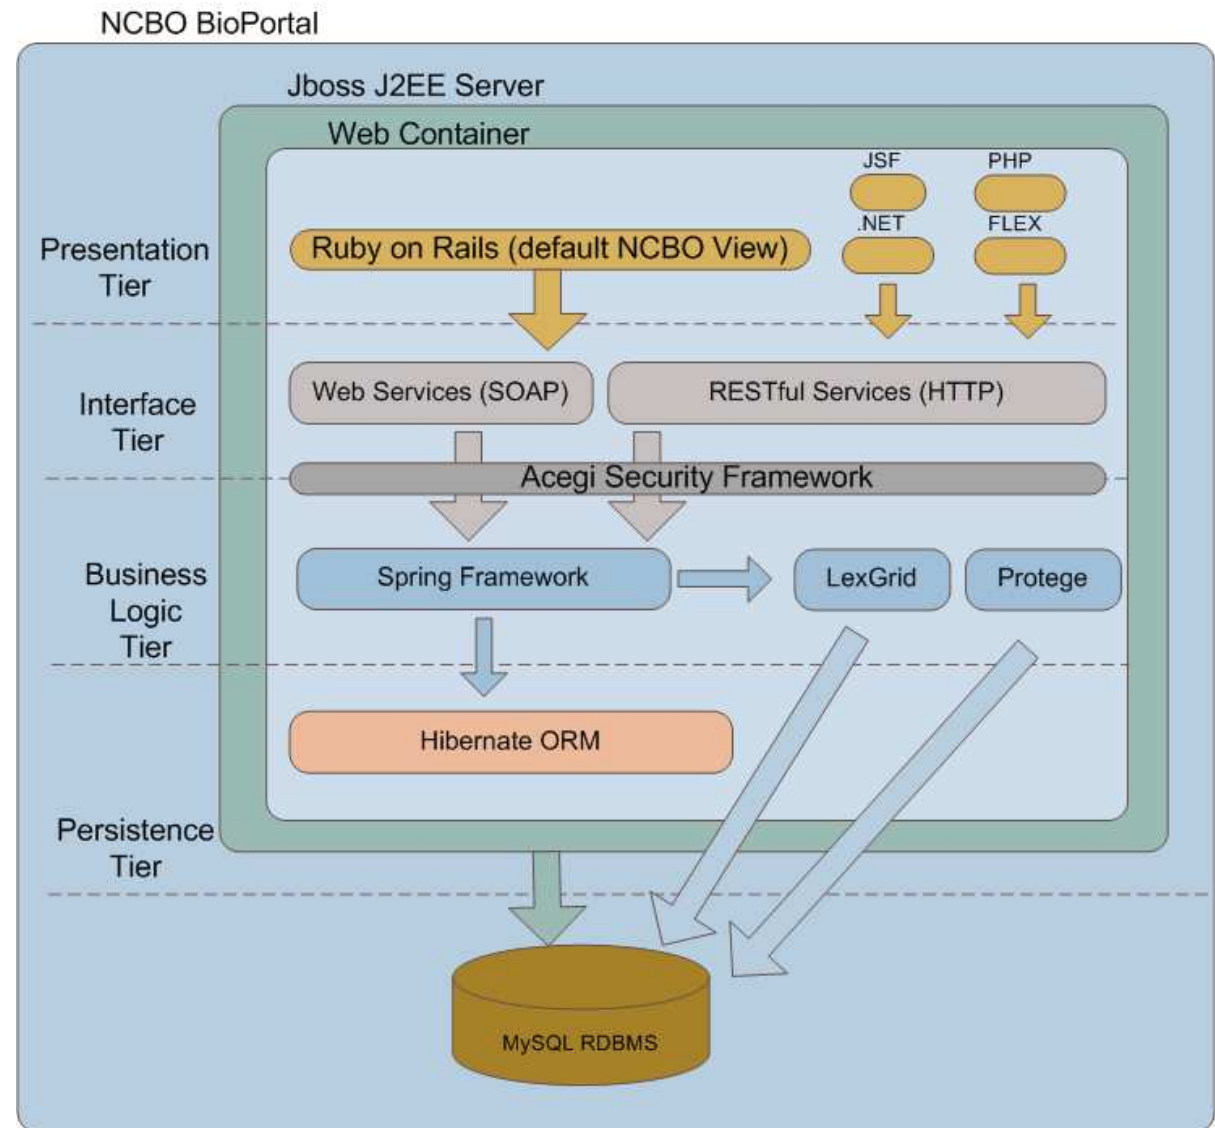 NCBO BioPortal
Jboss J2EE Server
Web Container
JSF
PHP
Presentation
Tier
Ruby on Rails (default NCBO View)
.NET
FLEX
Interface
Tier
Web Services (SOAP)
RESTful Services (HTTP)
Acegi Security Framework
Business
Logic
Tier
Spring Framework
LexGrid
Protege
Hibernate ORM
Persistence
Tier
MySQL RDBMS